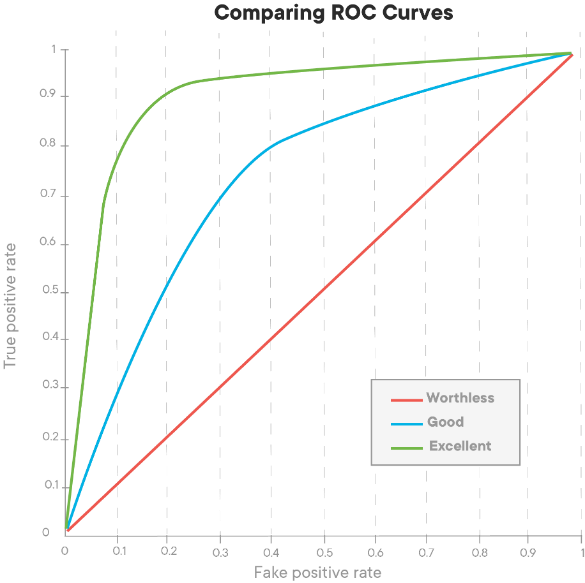 Comparing ROC Curves
True positive rate
1
0.9
0.8
0.7
0.6
0.5
0.4
0.3
0.2
0.1
0
Worthless
Good
Excellent
0 0.1 0.2 0.3 0.4 0.5 0.6 0.7 0.8 0.9 1
Fake positive rate